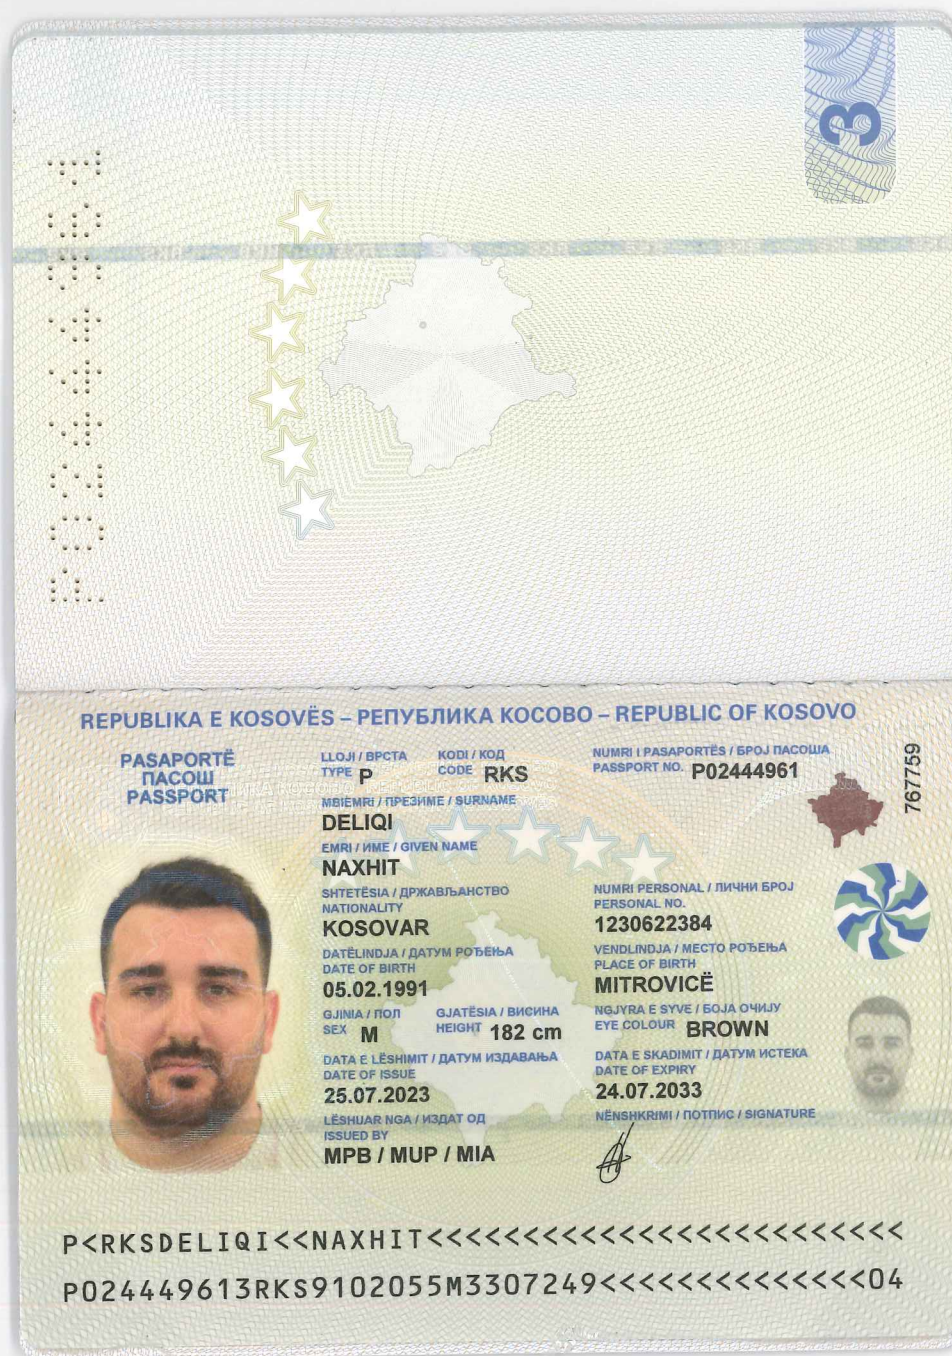 3
P02444961
REPUBLIKA E KOSOVËS – РЕПУБЛИКА КОСОВО – REPUBLIC OF KOSOVO
PASAPORTË
ПАСОШ
PASSPORT
LLOJI / ВРСТА
TYPE P
KODI / КОД
CODE RKS
NUMRI I PASAPORTËS / БРОЈ ПАСОША
PASSPORT NO. P02444961
767759
MBIEMRI / ПРЕЗИМЕ / SURNAME
DELIQI
EMRI / ИМЕ / GIVEN NAME
NAXHIT
SHTETËSIA / ДРЖАВЉАНСТВО
NATIONALITY
KOSOVAR
NUMRI PERSONAL / ЛИЧНИ БРОЈ
PERSONAL NO.
1230622384
DATËLINDJA / ДАТУМ РОЂЕЊА
DATE OF BIRTH
05.02.1991
VENDLINDJA / МЕСТО РОЂЕЊА
PLACE OF BIRTH
MITROVICË
GJINIA / ПОЛ
SEX M
GJATËSIA / ВИСИНА
HEIGHT 182 cm
NGJYRA E SYVE / БОЈА ОЧИЈУ
EYE COLOUR BROWN
DATA E LËSHIMIT / ДАТУМ ИЗДАВАЊА
DATE OF ISSUE
25.07.2023
DATA E SKADIMIT / ДАТУМ ИСТЕКА
DATE OF EXPIRY
24.07.2033
LËSHUAR NGA / ИЗДАТ ОД
ISSUED BY
MPB / MUP / MIA
NËNSHKRIMI / ПОТПИС / SIGNATURE
P<RKSDELIQI<<NAXHIT<<<<<<<<<<<<<<<<<<<<<<<<<
P024449613RKS9102055M3307249<<<<<<<<<<<<<<04